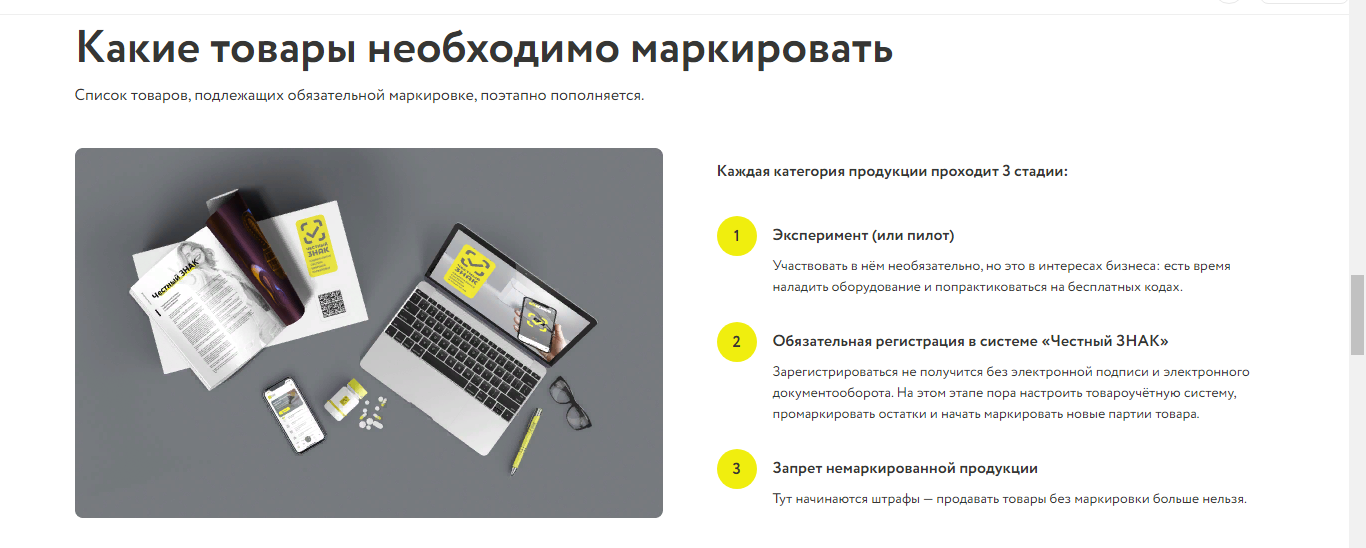 Какие товары необходимо маркировать
Список товаров, подлежащих обязательной маркировке, поэтапно пополняется.
Честный ЗНАК
ЧЕСТНЫЙ
ЗНАК
Каждая категория продукции проходит 3 стадии:
1
Эксперимент (или пилот)
Участвовать в нём необязательно, но это в интересах бизнеса: есть время
наладить оборудование и попрактиковаться на бесплатных кодах.
2
Обязательная регистрация в системе «Честный ЗНАК»
Зарегистрироваться не получится без электронной подписи и электронного
документооборота. На этом этапе пора настроить товароучётную систему,
промаркировать остатки и начать маркировать новые партии товара.
3
Запрет немаркированной продукции
Тут начинаются штрафы — продавать товары без маркировки больше нельзя.